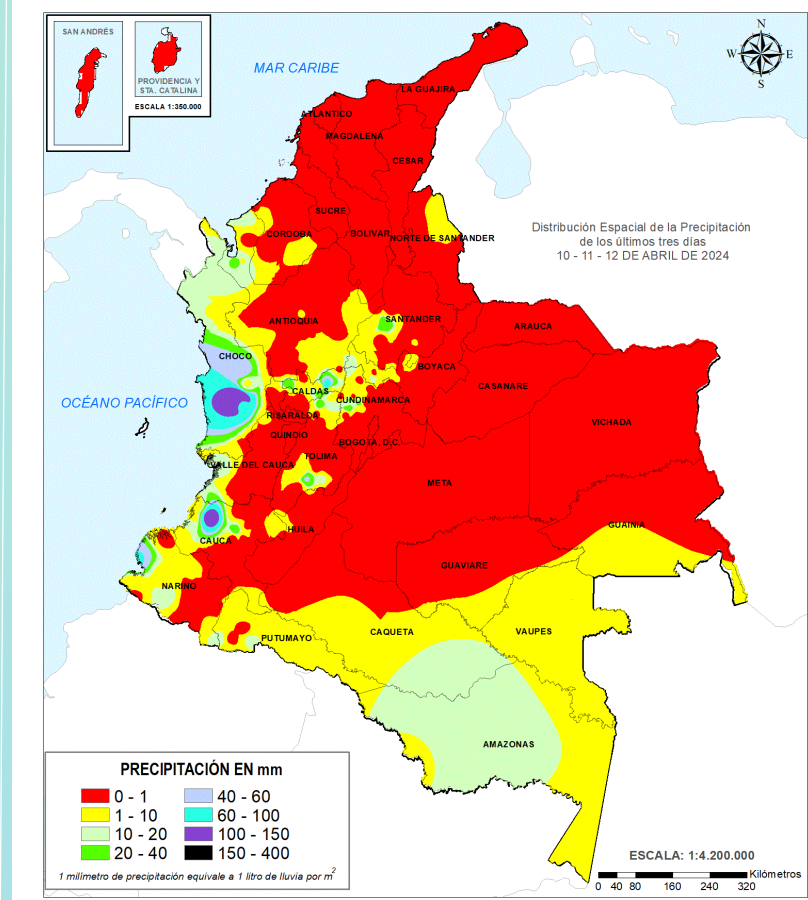 SAN ANDRÉS
PROVIDENCIA Y
STA. CATALINA
ESCALA 1:350.000
MAR CARIBE
N
W
E
S
LA GUAJIRA
ATLANTICO
MAGDALENA
CESAR
SUCRE
CORDOBA
BOLIVAR
NORTE DE SANTANDER
Distribución Espacial de la Precipitación
de los últimos tres días
10 - 11 - 12 DE ABRIL DE 2024
ANTIOQUIA
SANTANDER
ARAUCA
CHOCO
BOYACA
CASANARE
CALDAS
CUNDINAMARCA
OCÉANO PACÍFICO
RISARALDA
VICHADA
QUINDIO
BOGOTA, D.C.
TOLIMA
VALLE DEL CAUCA
META
CAUCA
HUILA
GUAINIA
GUAVIARE
NARIÑO
PUTUMAYO
CAQUETA
VAUPES
AMAZONAS
PRECIPITACIÓN EN mm
0 - 1
40 - 60
1 - 10
60 - 100
10 - 20
100 - 150
20 - 40
150 - 400
1 milímetro de precipitación equivale a 1 litro de lluvia por m2
ESCALA: 1:4.200.000
Kilómetros
0 40 80 160 240 320